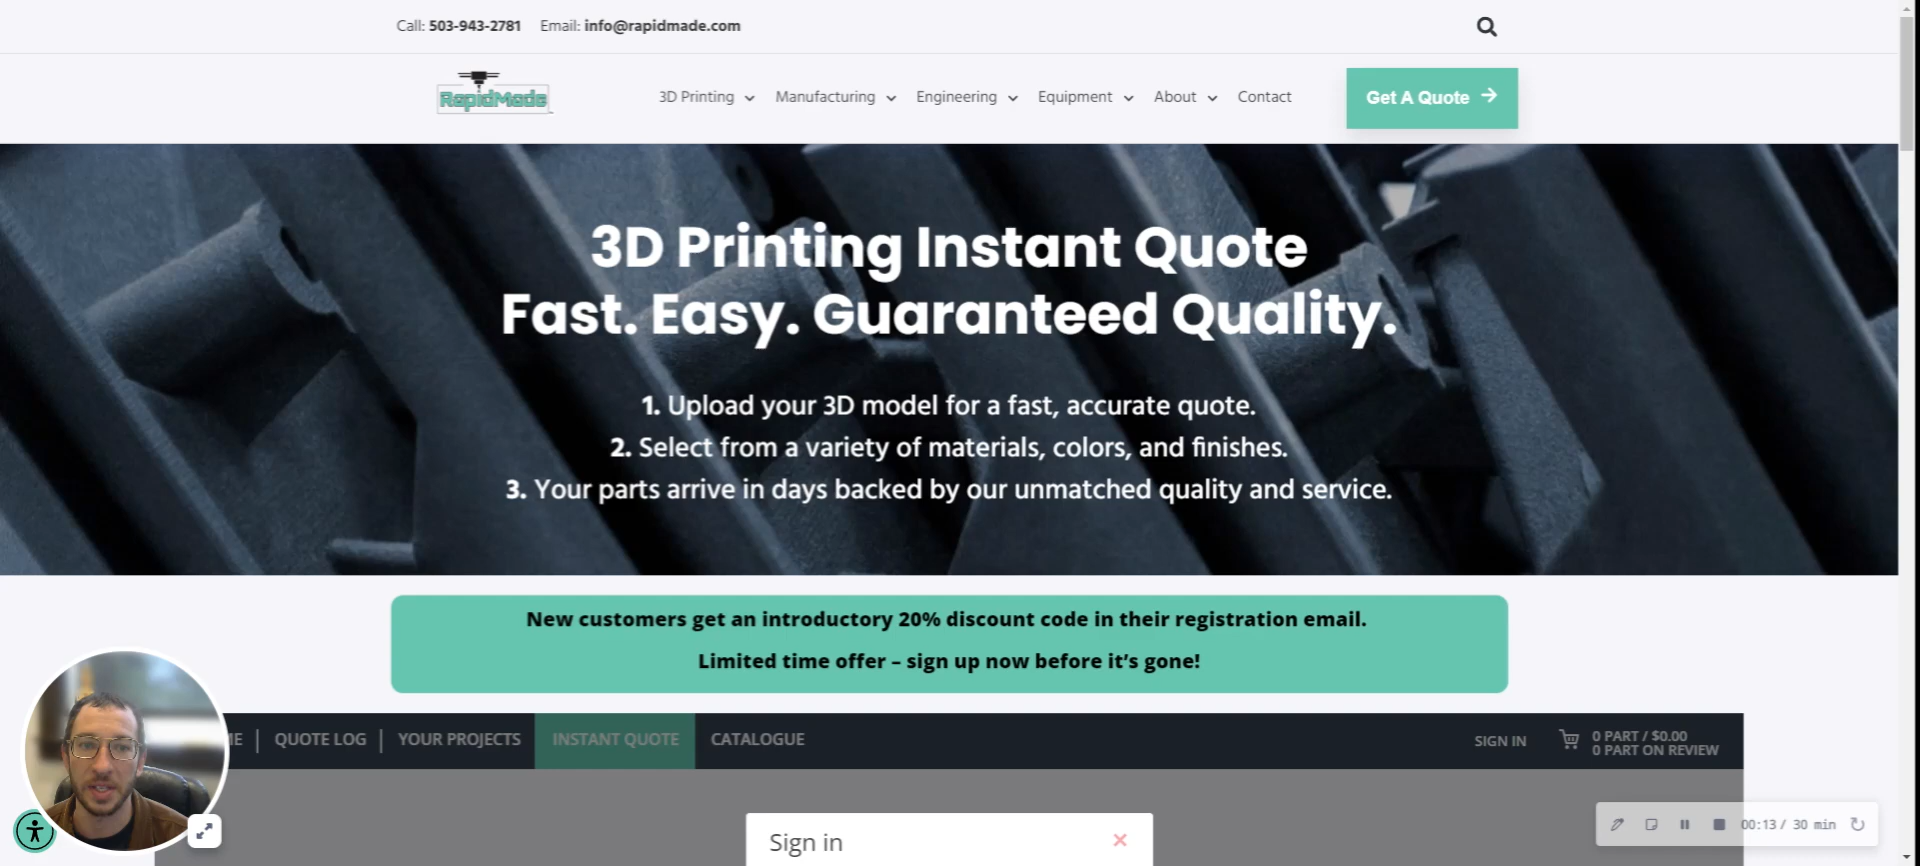 Call: 503-943-2781 Email: info@rapidmade.com
RapidMade
3D Printing Manufacturing Engineering Equipment About Contact
Get A Quote
3D Printing Instant Quote
Fast. Easy. Guaranteed Quality.
1. Upload your 3D model for a fast, accurate quote.
2. Select from a variety of materials, colors, and finishes.
3. Your parts arrive in days backed by our unmatched quality and service.
New customers get an introductory 20% discount code in their registration email.
Limited time offer – sign up now before it's gone!
QUOTE LOG | YOUR PROJECTS INSTANT QUOTE CATALOGUE
SIGN IN
0 PART / $0.00
0 PART ON REVIEW
Sign in
00:13 / 30 min